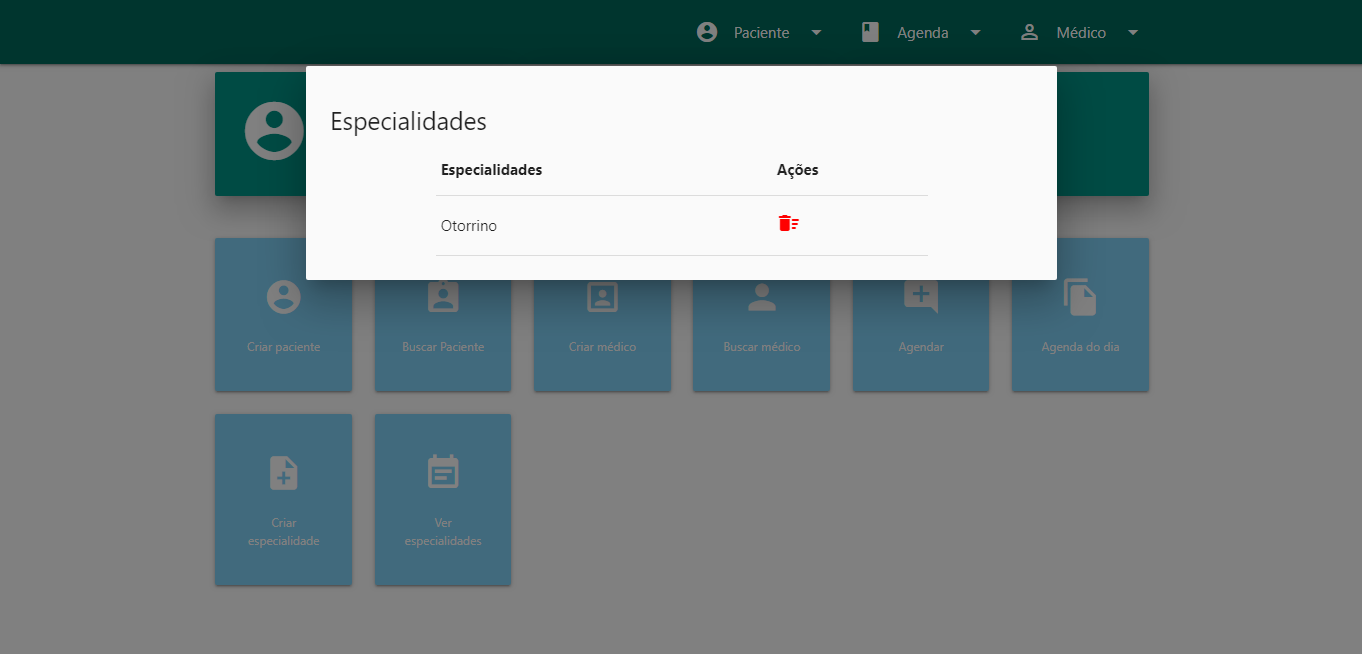 Paciente
Agenda
Médico
Especialidades
Especialidades Ações
Otorrino
Criar paciente
Buscar Paciente
Criar médico
Buscar médico
Agendar
Agenda do dia
Criar
especialidade
Ver
especialidades